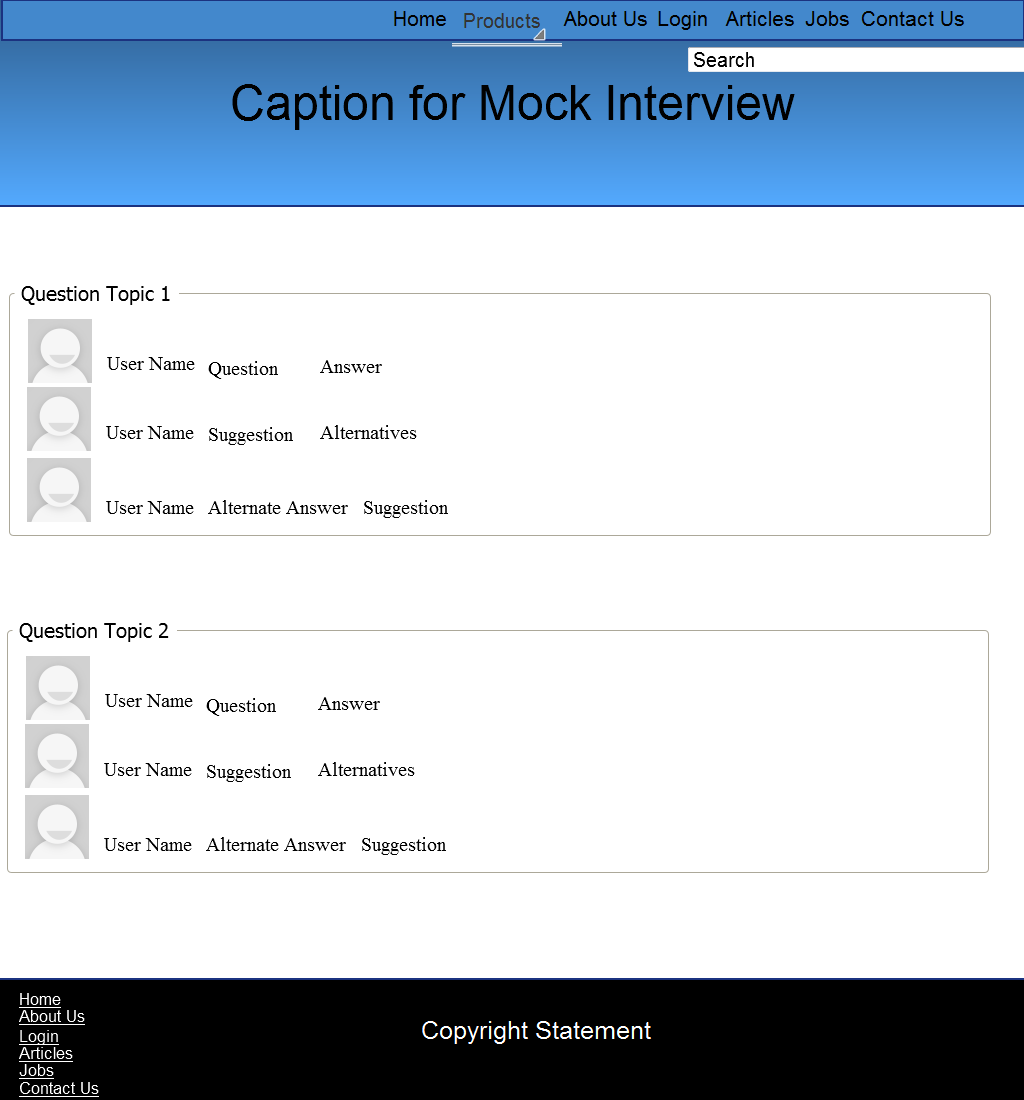 Home Products About Us Login Articles Jobs Contact Us
Search
Caption for Mock Interview
Question Topic 1
User Name Question Answer
User Name Suggestion Alternatives
User Name Alternate Answer Suggestion
Question Topic 2
User Name Question Answer
User Name Suggestion Alternatives
User Name Alternate Answer Suggestion
Home
About Us
Login
Articles
Jobs
Contact Us
Copyright Statement